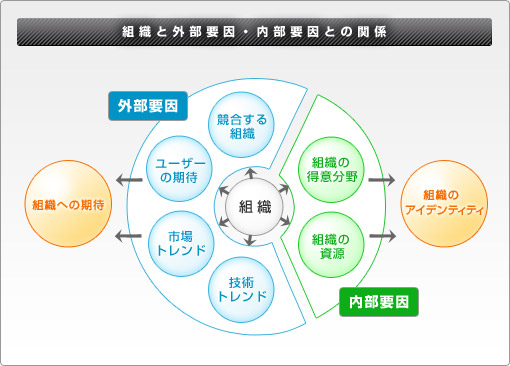 組織と外部要因・内部要因との関係
外部要因
競合する
組織
ユーザー
の期待
組織の
得意分野
組織への期待
組織
組織の
アイデンティティ
市場
トレンド
組織の
資源
技術
トレンド
内部要因